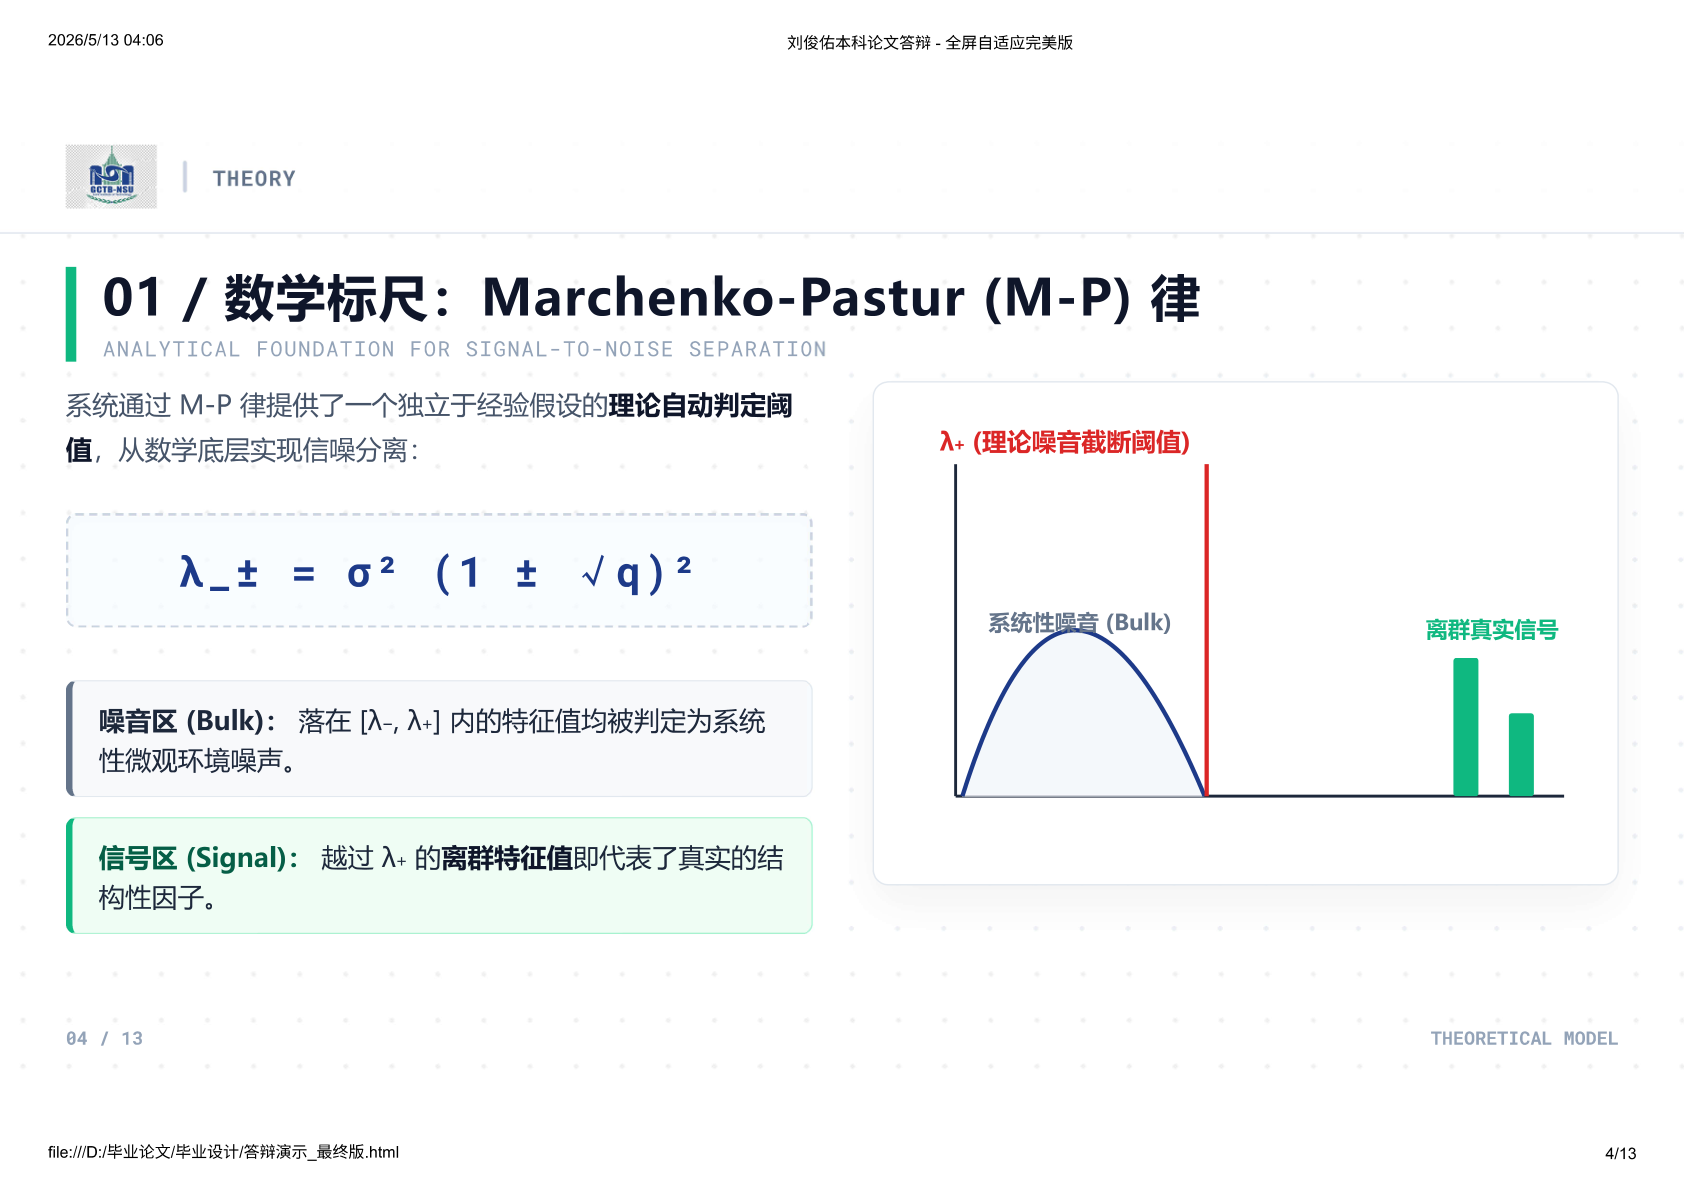 2026/5/13 04:06
刘俊佑本科论文答辩 - 全屏自适应完美版
GCTB-NSU
THEORY
01 / 数学标尺：Marchenko-Pastur (M-P) 律
ANALYTICAL FOUNDATION FOR SIGNAL-TO-NOISE SEPARATION
系统通过 M-P 律提供了一个独立于经验假设的理论自动判定阈
值，从数学底层实现信噪分离：
λ_± = σ² (1 ± √q)²
噪音区 (Bulk)： 落在 [λ₋, λ₊] 内的特征值均被判定为系统
性微观环境噪声。
信号区 (Signal)： 越过 λ₊ 的离群特征值即代表了真实的结
构性因子。
λ₊ (理论噪音截断阈值)
系统性噪音 (Bulk)
离群真实信号
04 / 13
THEORETICAL MODEL
file:///D:/毕业论文/毕业设计/答辩演示_最终版.html
4/13